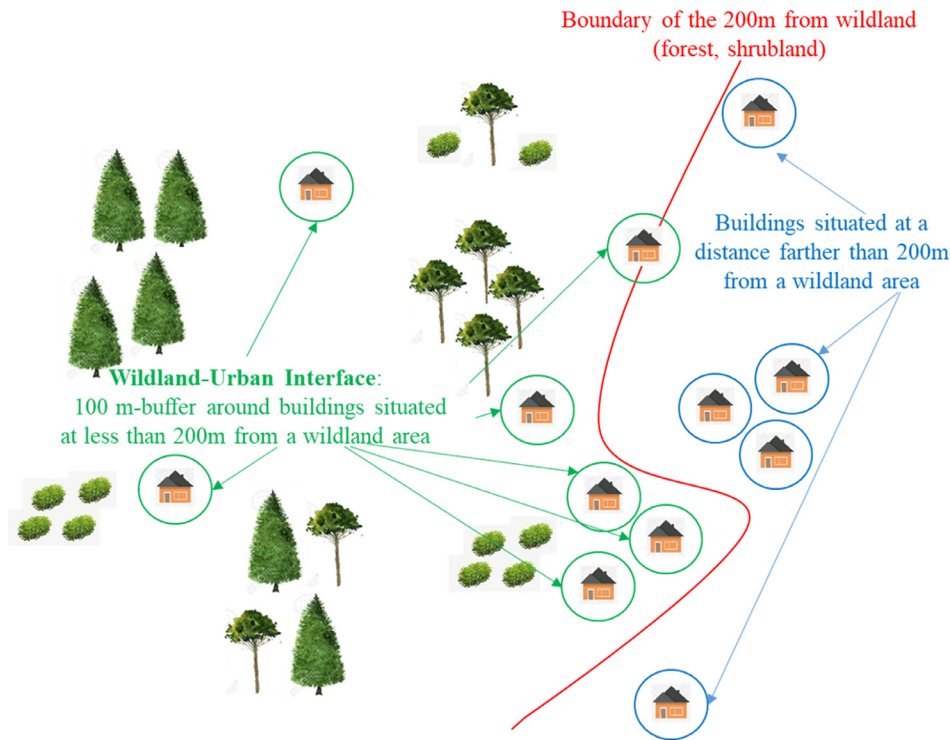 Boundary of the 200m from wildland
(forest, shrubland)
Buildings situated at a
distance farther than 200m
from a wildland area
Wildland-Urban Interface:
100 m-buffer around buildings situated
at less than 200m from a wildland area